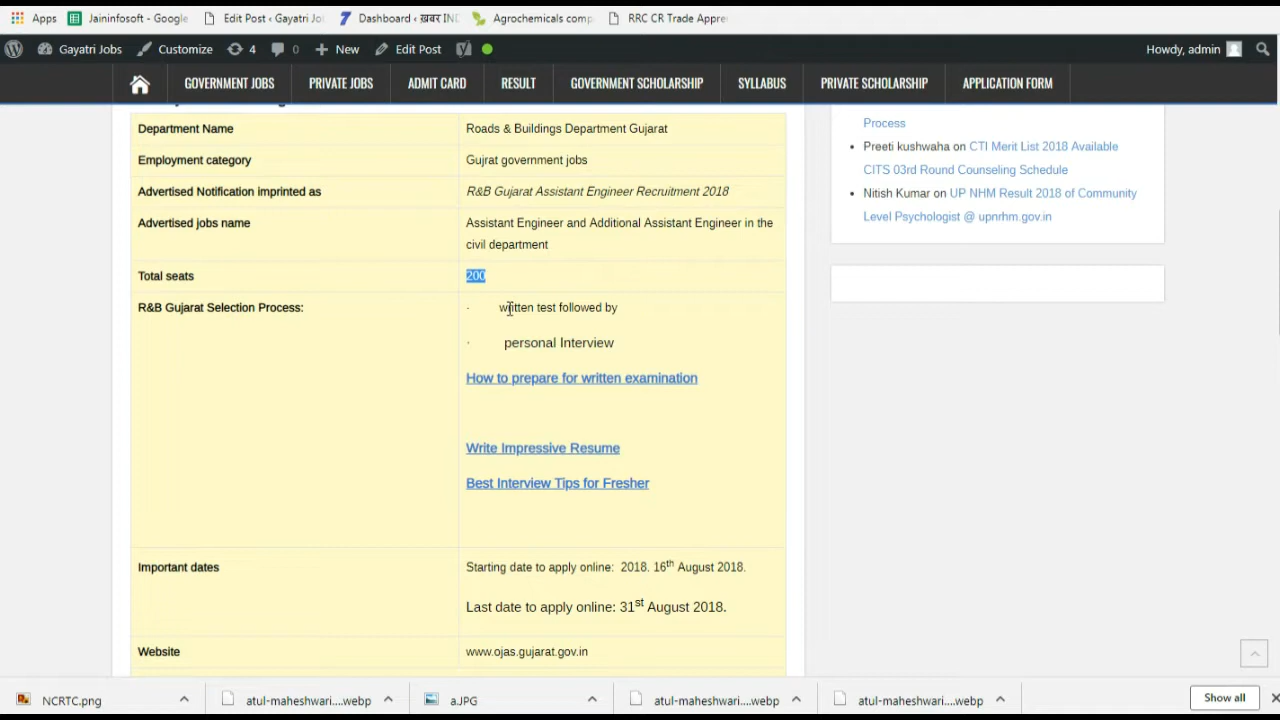 Apps Jaininfosoft - Google Edit Post ‹ Gayatri Jo Dashboard ‹ ख़बर IND Agrochemicals comp RRC CR Trade Appre
Gayatri Jobs Customize 4 0 New Edit Post Howdy, admin
GOVERNMENT JOBS PRIVATE JOBS ADMIT CARD RESULT GOVERNMENT SCHOLARSHIP SYLLABUS PRIVATE SCHOLARSHIP APPLICATION FORM
Department Name Roads & Buildings Department Gujarat
Employment category Gujrat government jobs
Advertised Notification imprinted as R&B Gujarat Assistant Engineer Recruitment 2018
Advertised jobs name Assistant Engineer and Additional Assistant Engineer in the
civil department
Total seats 200
R&B Gujarat Selection Process: · written test followed by
· personal Interview
How to prepare for written examination
Write Impressive Resume
Best Interview Tips for Fresher
Important dates Starting date to apply online: 2018. 16th August 2018.
Last date to apply online: 31st August 2018.
Website www.ojas.gujarat.gov.in
Process
• Preeti kushwaha on CTI Merit List 2018 Available
CITS 03rd Round Counseling Schedule
• Nitish Kumar on UP NHM Result 2018 of Community
Level Psychologist @ upnrhm.gov.in
NCRTC.png atul-maheshwari....webp a.JPG atul-maheshwari....webp atul-maheshwari....webp Show all